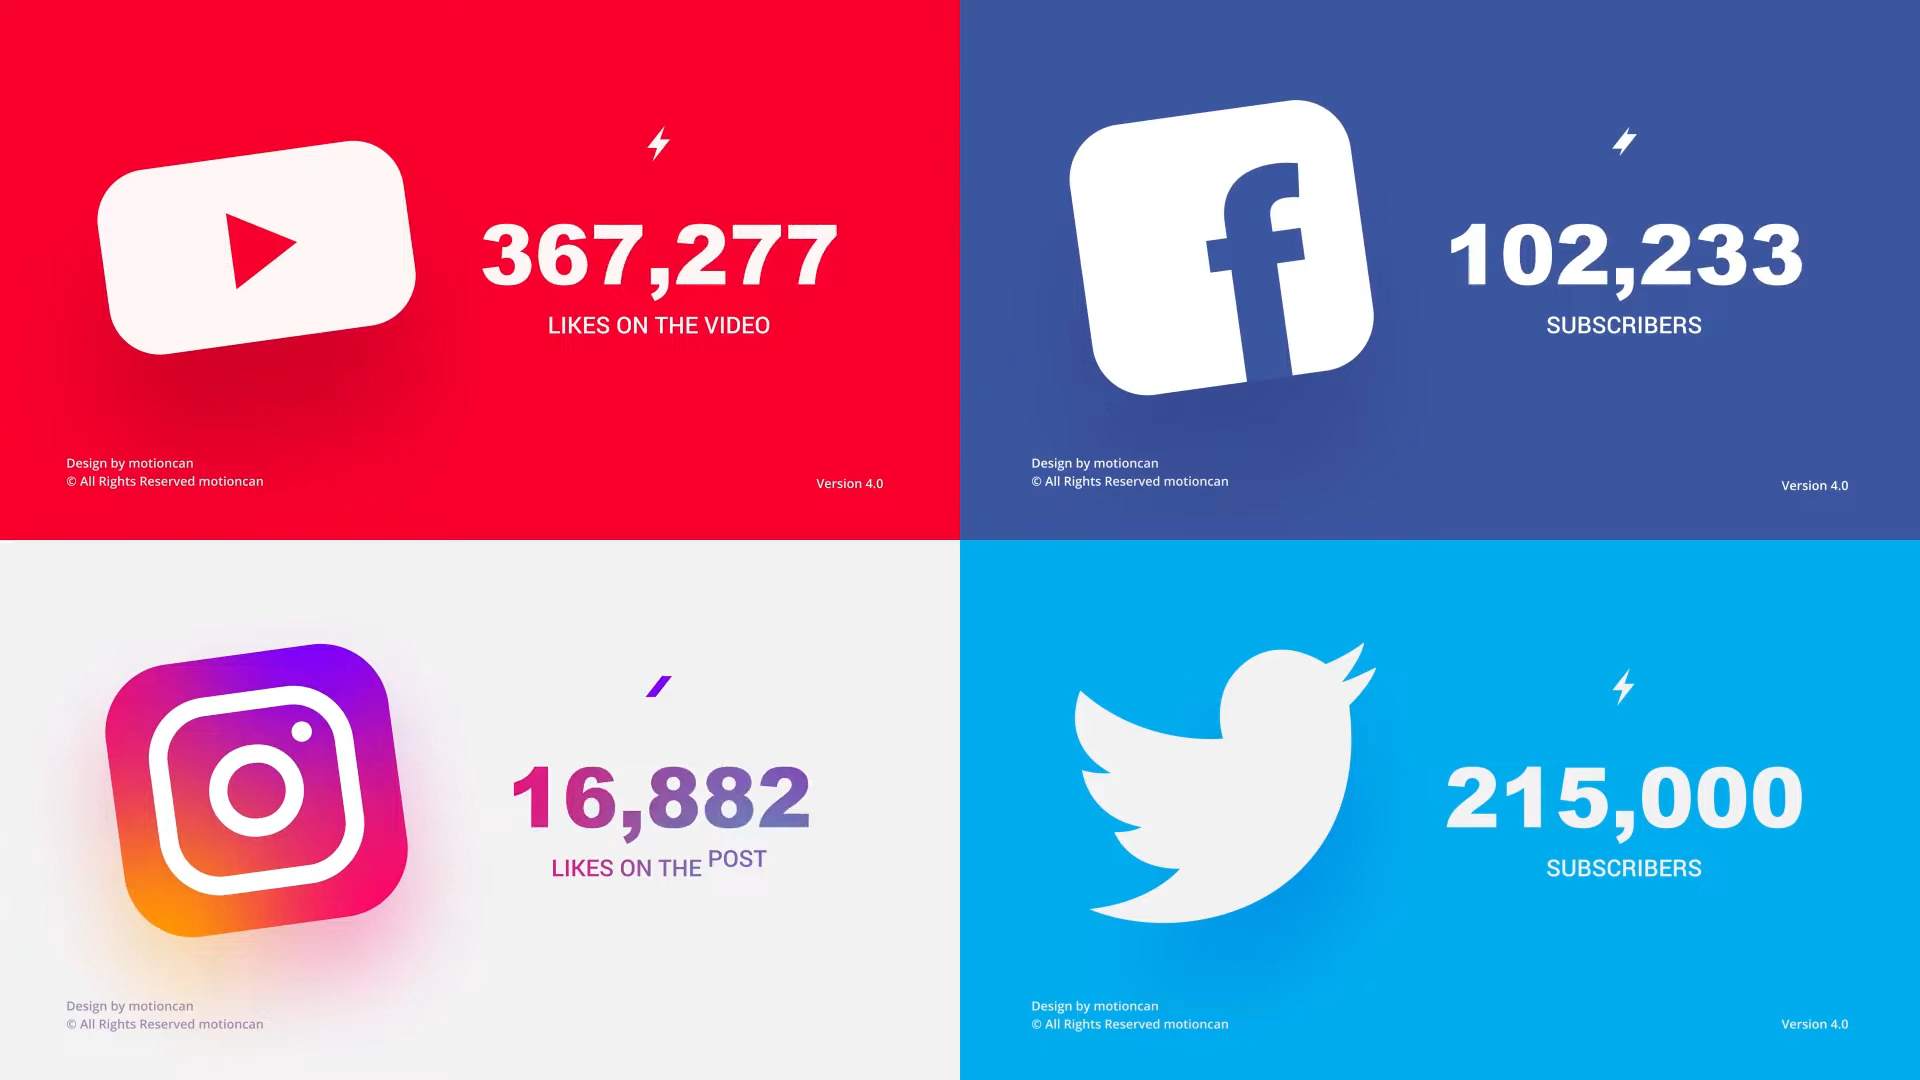 367,277
LIKES ON THE VIDEO
Design by motioncan
© All Rights Reserved motioncan
Version 4.0
102,233
SUBSCRIBERS
Design by motioncan
© All Rights Reserved motioncan
Version 4.0
16,882
LIKES ON THE POST
Design by motioncan
© All Rights Reserved motioncan
215,000
SUBSCRIBERS
Design by motioncan
© All Rights Reserved motioncan
Version 4.0